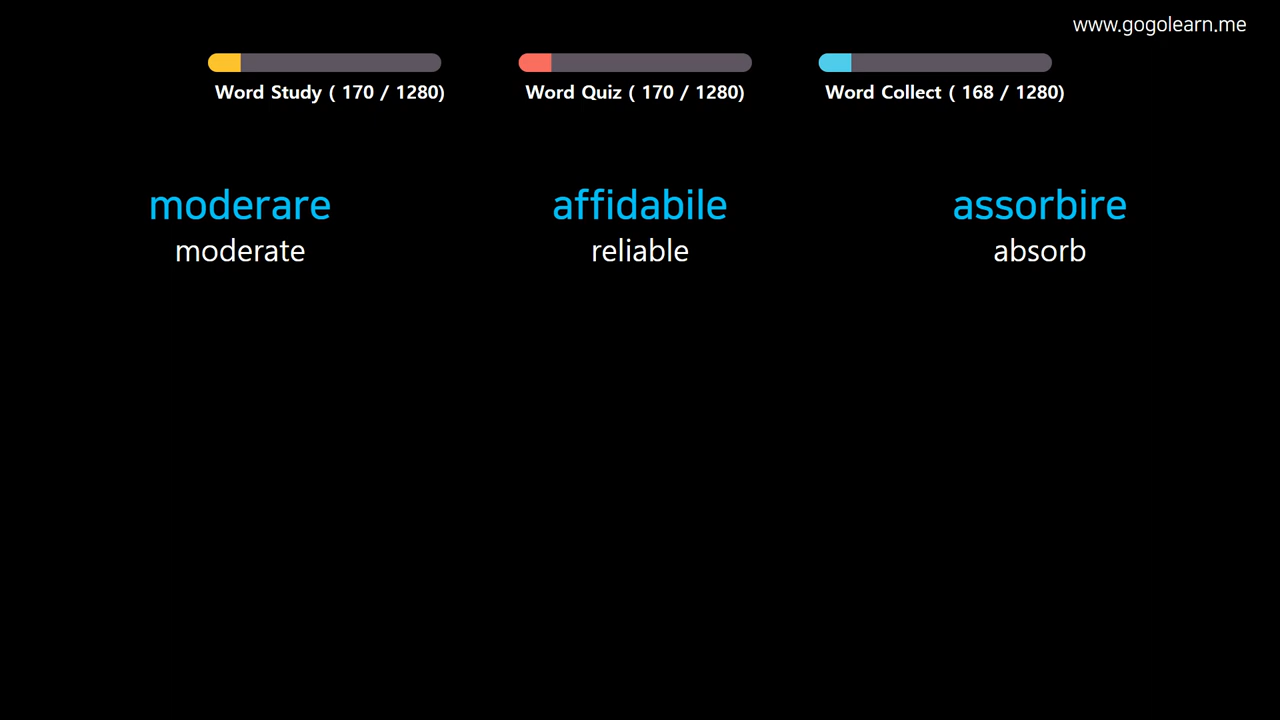 www.gogolearn.me
Word Study ( 170 / 1280)
Word Quiz ( 170 / 1280)
Word Collect ( 168 / 1280)
moderare
moderate
affidabile
reliable
assorbire
absorb